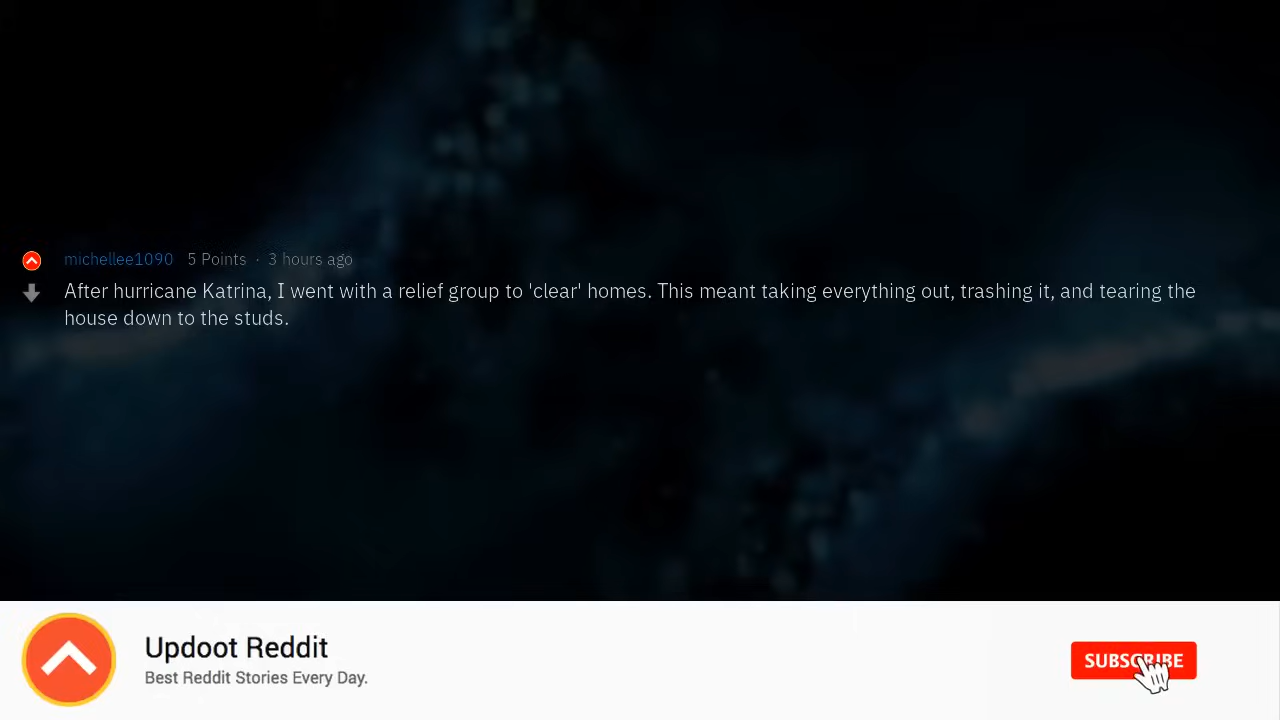 michellee1090 5 Points · 3 hours ago
After hurricane Katrina, I went with a relief group to 'clear' homes. This meant taking everything out, trashing it, and tearing the
house down to the studs.
Updoot Reddit
Best Reddit Stories Every Day.
SUBSCRIBE